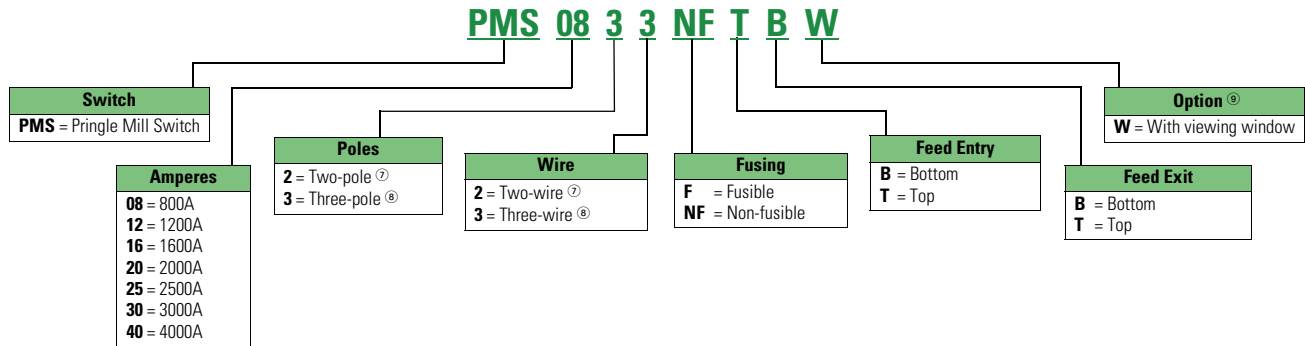 PMS 08 3 3 NF T B W
Switch
PMS = Pringle Mill Switch
Amperes
08 = 800A
12 = 1200A
16 = 1600A
20 = 2000A
25 = 2500A
30 = 3000A
40 = 4000A
Poles
2 = Two-pole ⑦
3 = Three-pole ⑧
Wire
2 = Two-wire ⑦
3 = Three-wire ⑧
Fusing
F = Fusible
NF = Non-fusible
Feed Entry
B = Bottom
T = Top
Feed Exit
B = Bottom
T = Top
Option ⑨
W = With viewing window